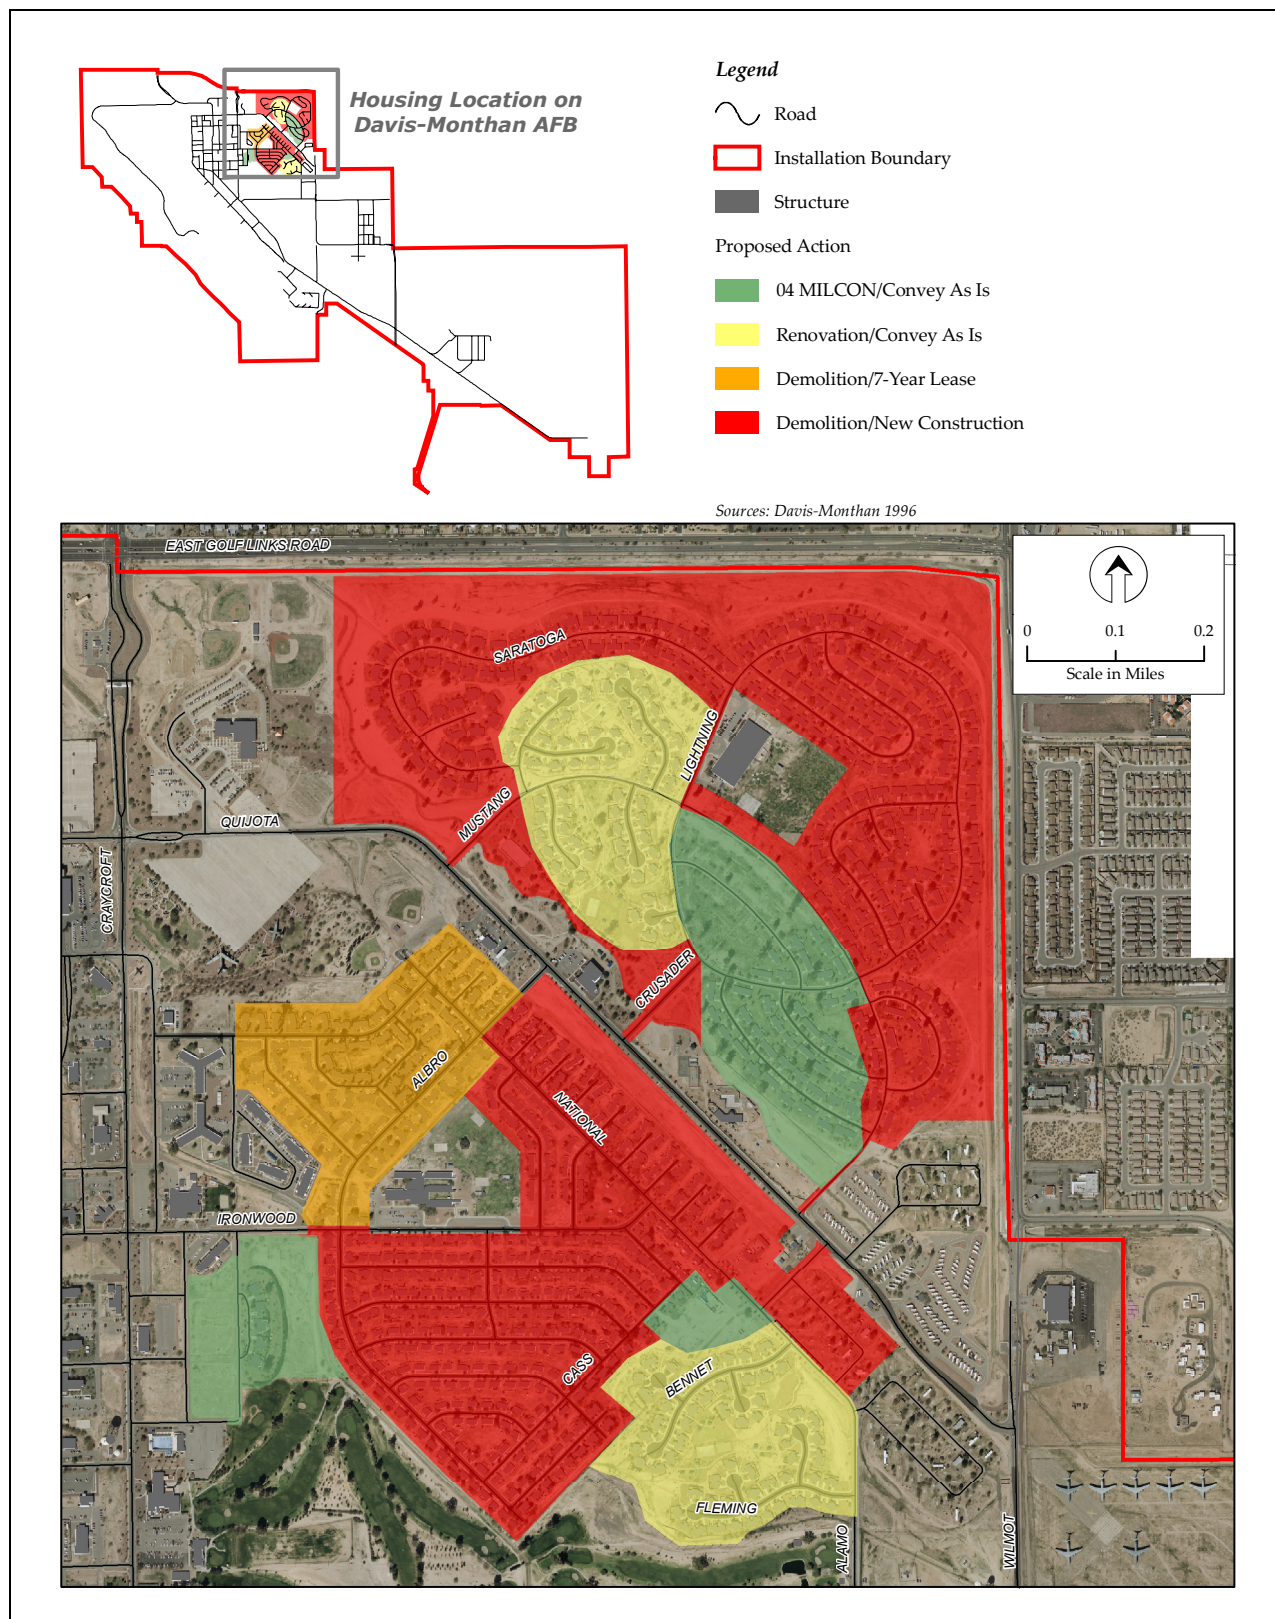 Housing Location on
Davis-Monthan AFB
Legend
Road
Installation Boundary
Structure
Proposed Action
04 MILCON/Convey As Is
Renovation/Convey As Is
Demolition/7-Year Lease
Demolition/New Construction
Sources: Davis-Monthan 1996
EAST GOLF LINKS ROAD
0 0.1 0.2
Scale in Miles
SARATOGA
LIGHTNING
MUSTANG
QUIJOTA
CRAYCROFT
CRUSADER
ALBRO
NATIONAL
IRONWOOD
CASS
BENNET
FLEMING
ALAMO
WILMOT